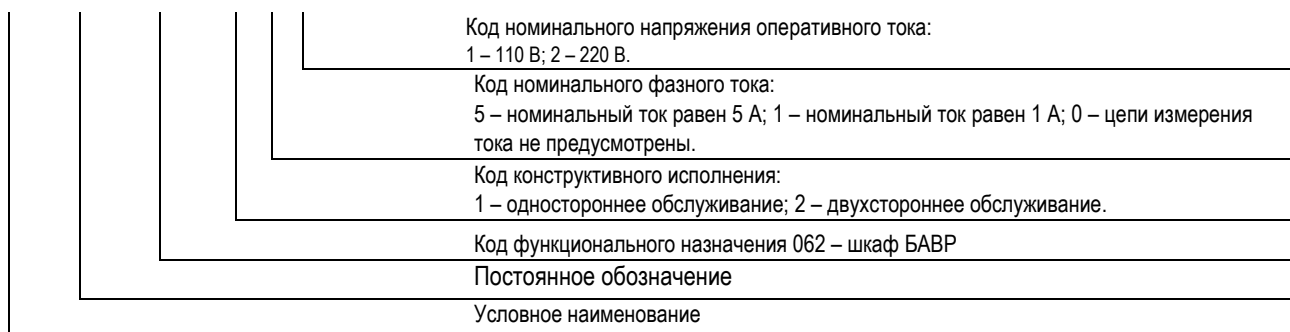 Код номинального напряжения оперативного тока:
1 – 110 В; 2 – 220 В.
Код номинального фазного тока:
5 – номинальный ток равен 5 А; 1 – номинальный ток равен 1 А; 0 – цепи измерения
тока не предусмотрены.
Код конструктивного исполнения:
1 – одностороннее обслуживание; 2 – двухстороннее обслуживание.
Код функционального назначения 062 – шкаф БАВР
Постоянное обозначение
Условное наименование